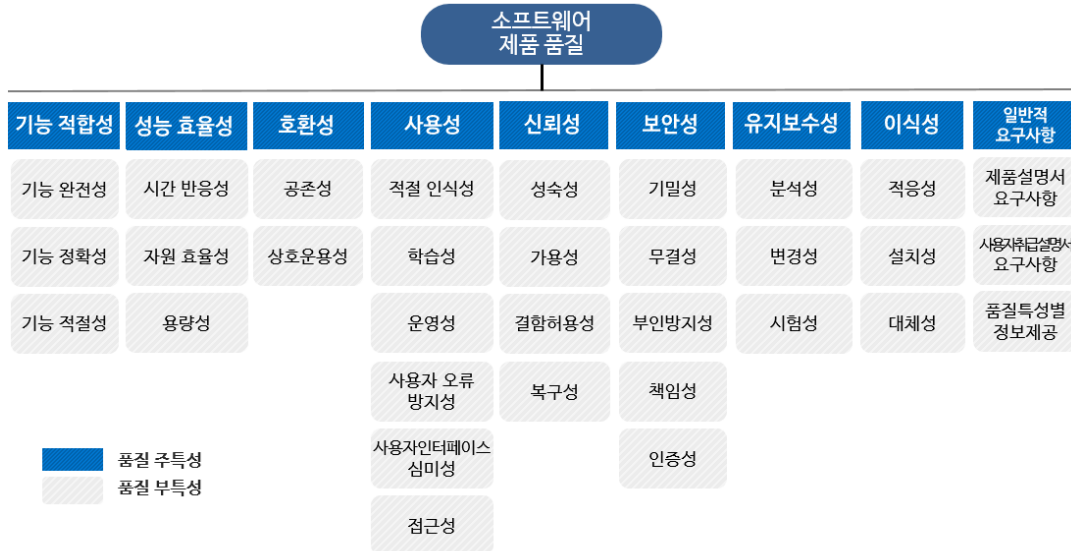 소프트웨어
제품 품질
기능 적합성
성능 효율성
호환성
사용성
신뢰성
보안성
유지보수성
이식성
일반적
요구사항
기능 완전성
시간 반응성
공존성
적절 인식성
성숙성
기밀성
분석성
적응성
제품설명서
요구사항
기능 정확성
자원 효율성
상호운용성
학습성
가용성
무결성
변경성
설치성
사용자취급설명서
요구사항
기능 적절성
용량성
운영성
결함허용성
부인방지성
시험성
대체성
품질특성별
정보제공
사용자 오류
방지성
복구성
책임성
사용자인터페이스
심미성
인증성
접근성
품질 주특성
품질 부특성